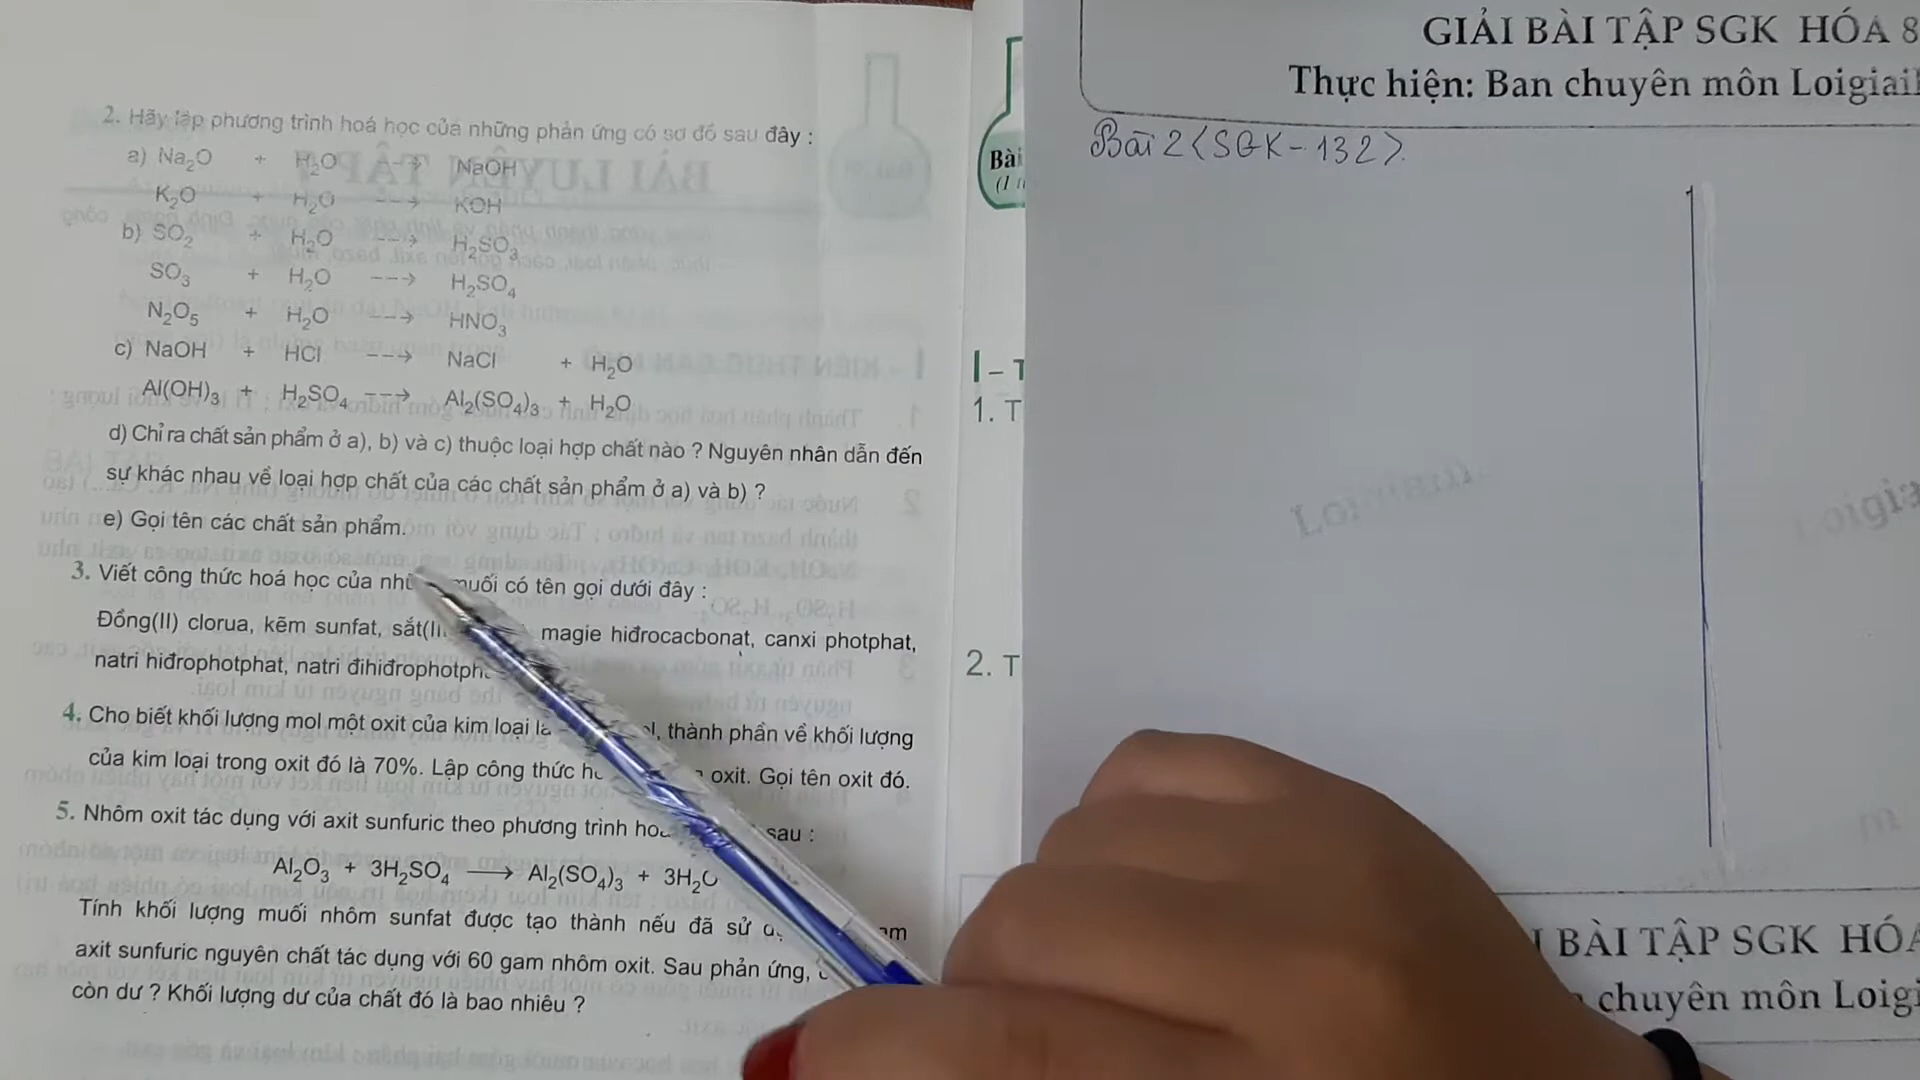 2. Hãy lập phương trình hoá học của những phản ứng có sơ đồ sau đây :
a) Na₂O + H₂O ---> NaOH
K₂O + H₂O ---> KOH
b) SO₂ + H₂O ---> H₂SO₃
SO₃ + H₂O ---> H₂SO₄
N₂O₅ + H₂O ---> HNO₃
c) NaOH + HCl ---> NaCl + H₂O
Al(OH)₃ + H₂SO₄ ---> Al₂(SO₄)₃ + H₂O
d) Chỉ ra chất sản phẩm ở a), b) và c) thuộc loại hợp chất nào ? Nguyên nhân dẫn đến
sự khác nhau về loại hợp chất của các chất sản phẩm ở a) và b) ?
e) Gọi tên các chất sản phẩm.
3. Viết công thức hoá học của muối có tên gọi dưới đây :
Đồng(II) clorua, kẽm sunfat, magie hiđrocacbonat, canxi photphat,
natri hiđrophotphat, natri
4. Cho biết khối lượng mol một oxit của kim loại thành phần về khối lượng
của kim loại trong oxit đó là 70%. Lập công thức oxit. Gọi tên oxit đó.
5. Nhôm oxit tác dụng với axit sunfuric theo phương trình sau :
Al₂O₃ + 3H₂SO₄ ⟶ Al₂(SO₄)₃ + 3H₂O
Tính khối lượng muối nhôm sunfat được tạo thành nếu đã sử
axit sunfuric nguyên chất tác dụng với 60 gam nhôm oxit. Sau phản ứng,
còn dư ? Khối lượng dư của chất đó là bao nhiêu ?
Bài
(1
I – T
1. T
2. T
GIẢI BÀI TẬP SGK HÓA 8
Thực hiện: Ban chuyên môn Loigiai
Bài 2 <SGK - 132>.
BÀI TẬP SGK HÓA
chuyên môn Loigi